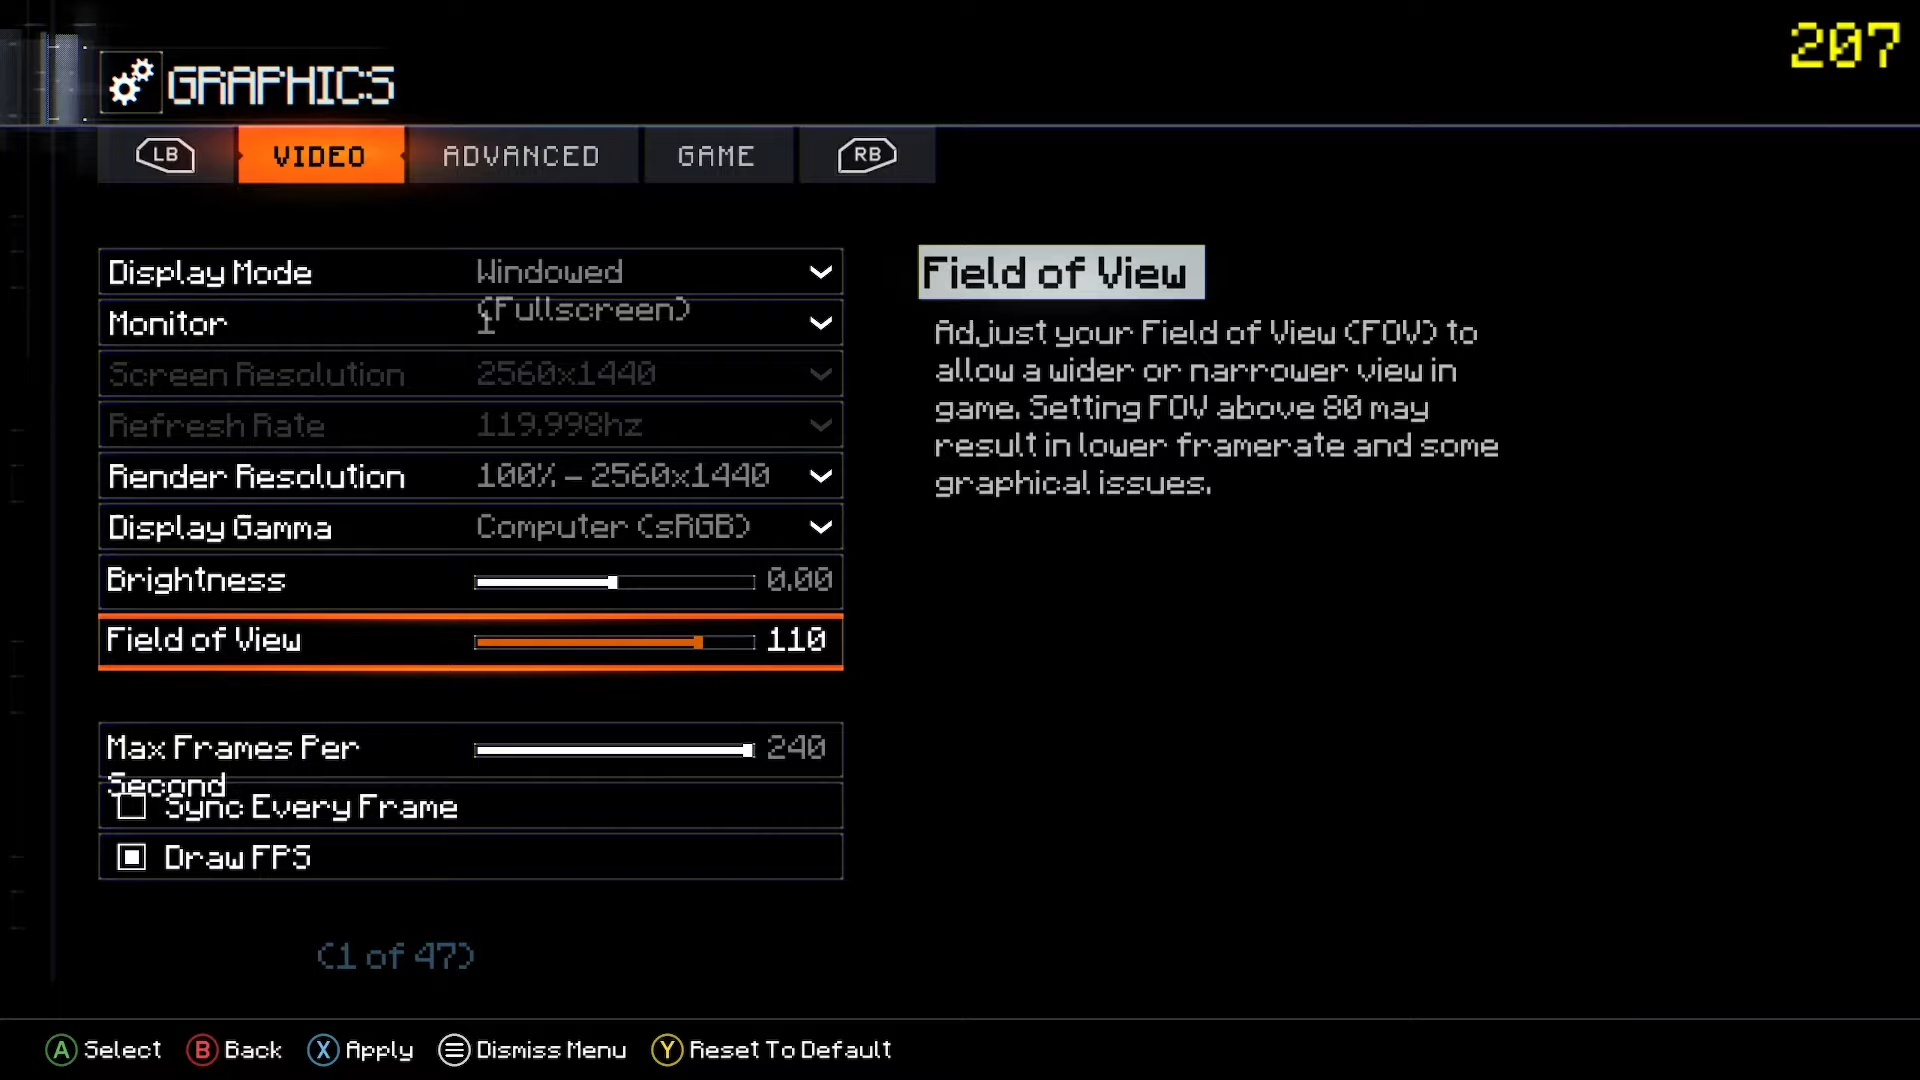 207
GRAPHICS
LB VIDEO ADVANCED GAME RB
Display Mode Windowed (Fullscreen)
Monitor 1
Screen Resolution 2560x1440
Refresh Rate 119.998hz
Render Resolution 100% - 2560x1440
Display Gamma Computer (sRGB)
Brightness 0.00
Field of View 110
Max Frames Per Second 240
Sync Every Frame
Draw FPS
(1 of 47)
Field of View
Adjust your Field of View (FOV) to
allow a wider or narrower view in
game. Setting FOV above 80 may
result in lower framerate and some
graphical issues.
A Select B Back X Apply Dismiss Menu Y Reset To Default